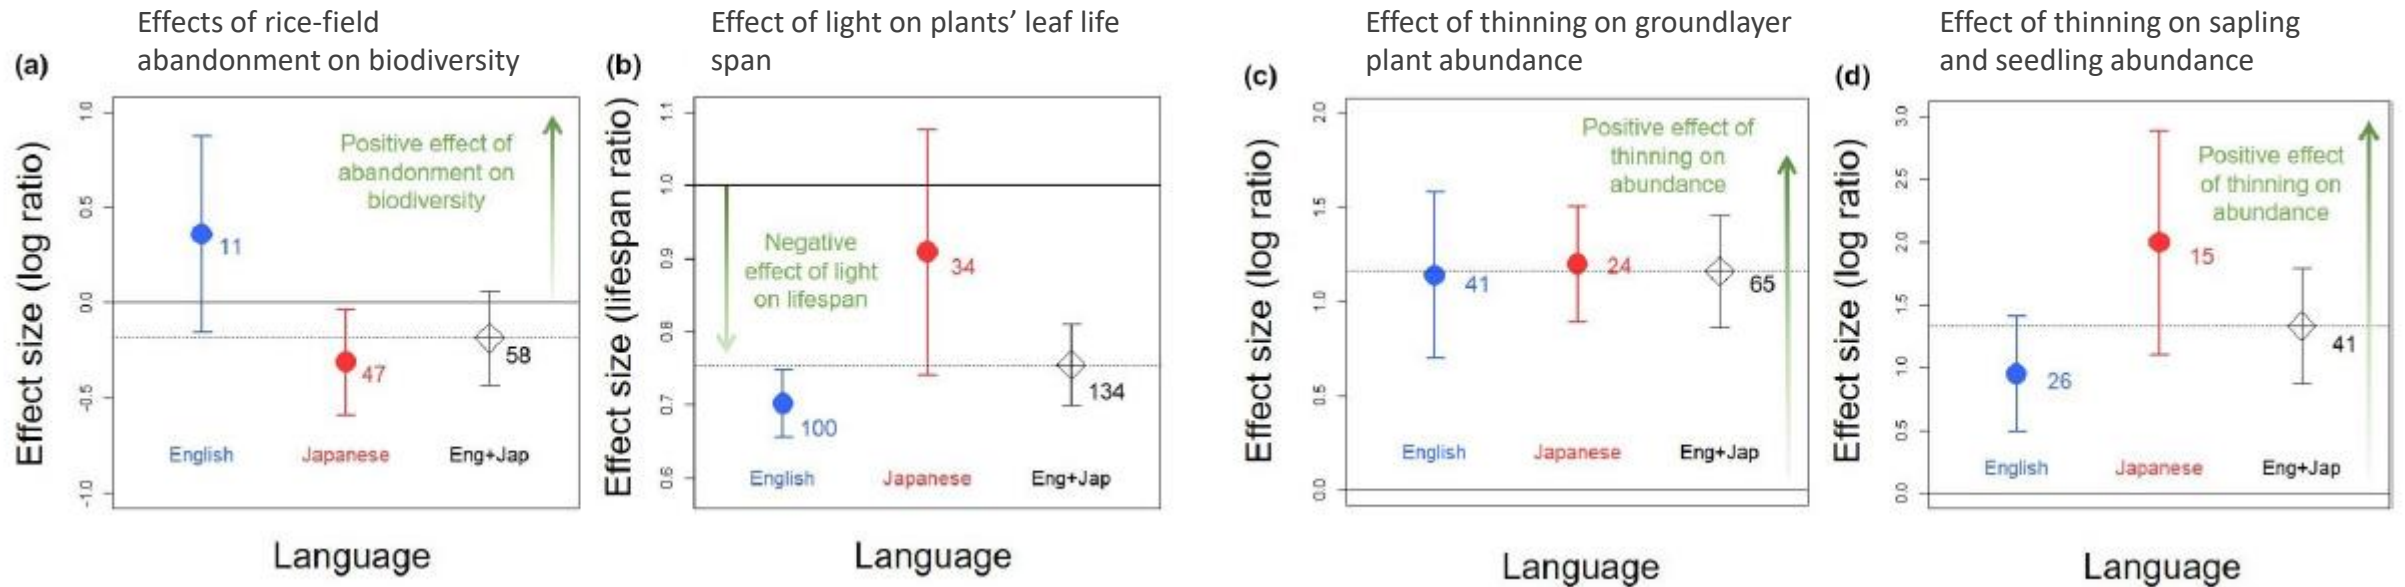 Effects of rice-field
abandonment on biodiversity
(a)
Effect size (log ratio)
1.0
0.5
0.0
-0.5
-1.0
Positive effect of
abandonment on
biodiversity
11
47
58
English
Japanese
Eng+Jap
Language
Effect of light on plants’ leaf life
span
(b)
Effect size (lifespan ratio)
1.1
1.0
0.9
0.8
0.7
0.6
Negative
effect of light
on lifespan
100
34
134
English
Japanese
Eng+Jap
Language
Effect of thinning on groundlayer
plant abundance
(c)
Effect size (log ratio)
2.0
1.5
1.0
0.5
0.0
Positive effect of
thinning on
abundance
41
24
65
English
Japanese
Eng+Jap
Language
Effect of thinning on sapling
and seedling abundance
(d)
Effect size (log ratio)
3.0
2.5
2.0
1.5
1.0
0.5
0.0
Positive effect
of thinning on
abundance
26
15
41
English
Japanese
Eng+Jap
Language